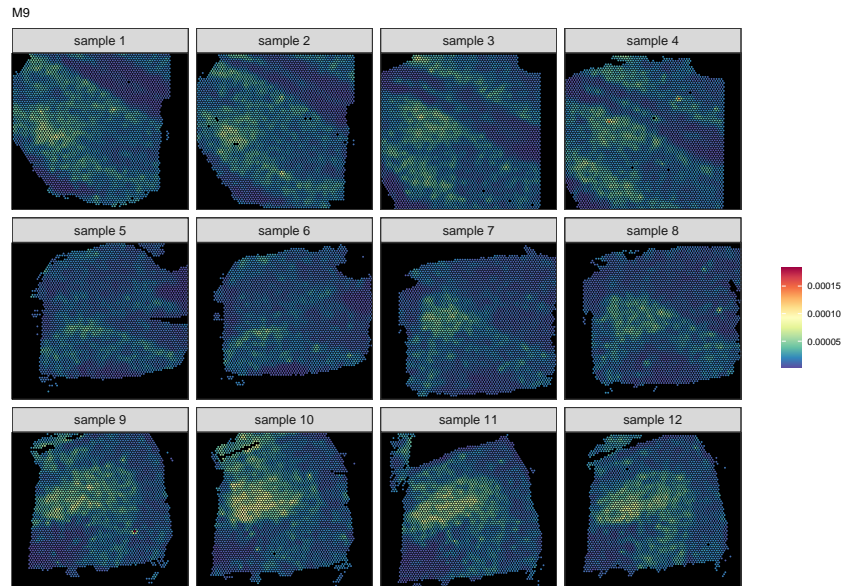 M9
sample 1
sample 2
sample 3
sample 4
sample 5
sample 6
sample 7
sample 8
0.00015
0.00010
0.00005
sample 9
sample 10
sample 11
sample 12